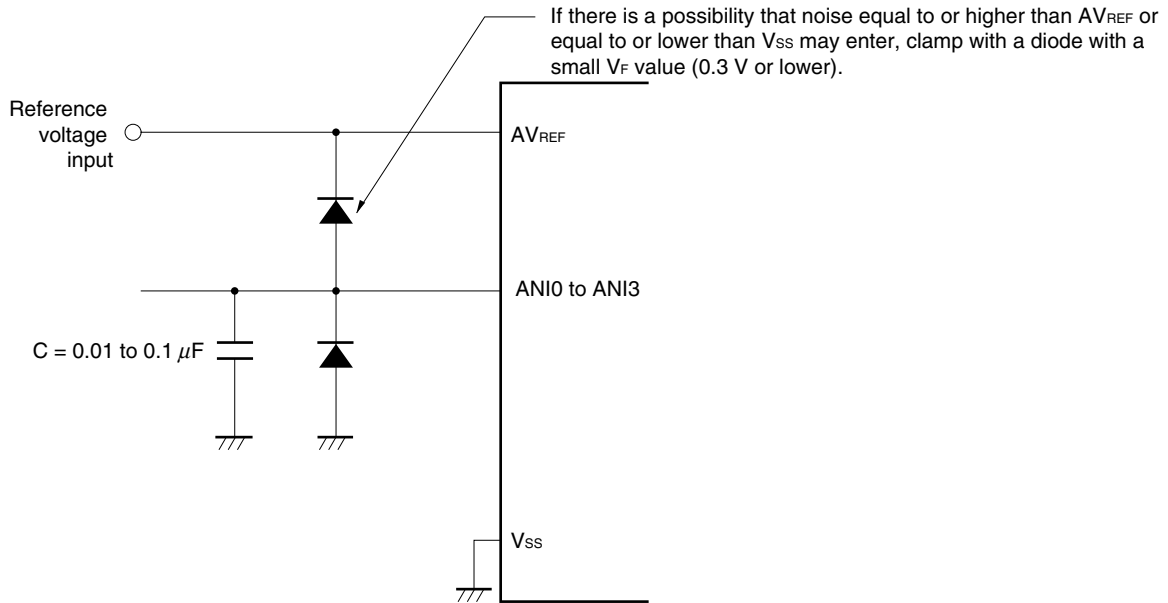 If there is a possibility that noise equal to or higher than AVREF or
equal to or lower than VSS may enter, clamp with a diode with a
small VF value (0.3 V or lower).
Reference
voltage
input
AVREF
ANI0 to ANI3
C = 0.01 to 0.1 μF
VSS